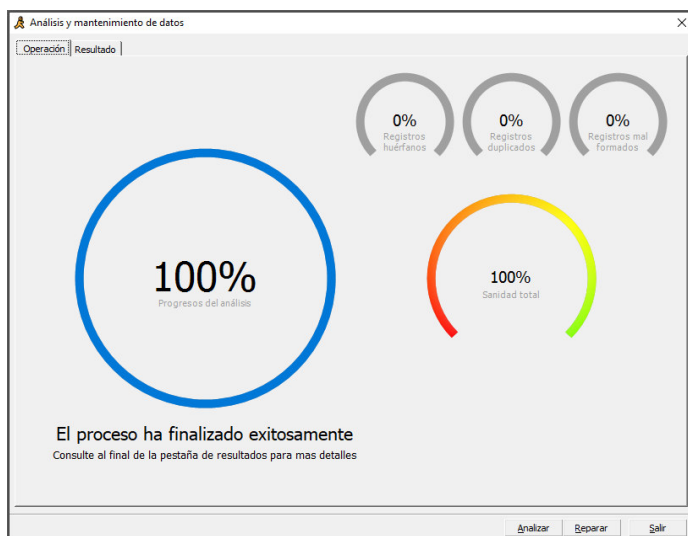 Análisis y mantenimiento de datos
Operación
Resultado
0%
Registros
huérfanos
0%
Registros
duplicados
0%
Registros mal
formados
100%
Progresos del análisis
100%
Sanidad total
El proceso ha finalizado exitosamente
Consulte al final de la pestaña de resultados para mas detalles
Analizar
Reparar
Salir